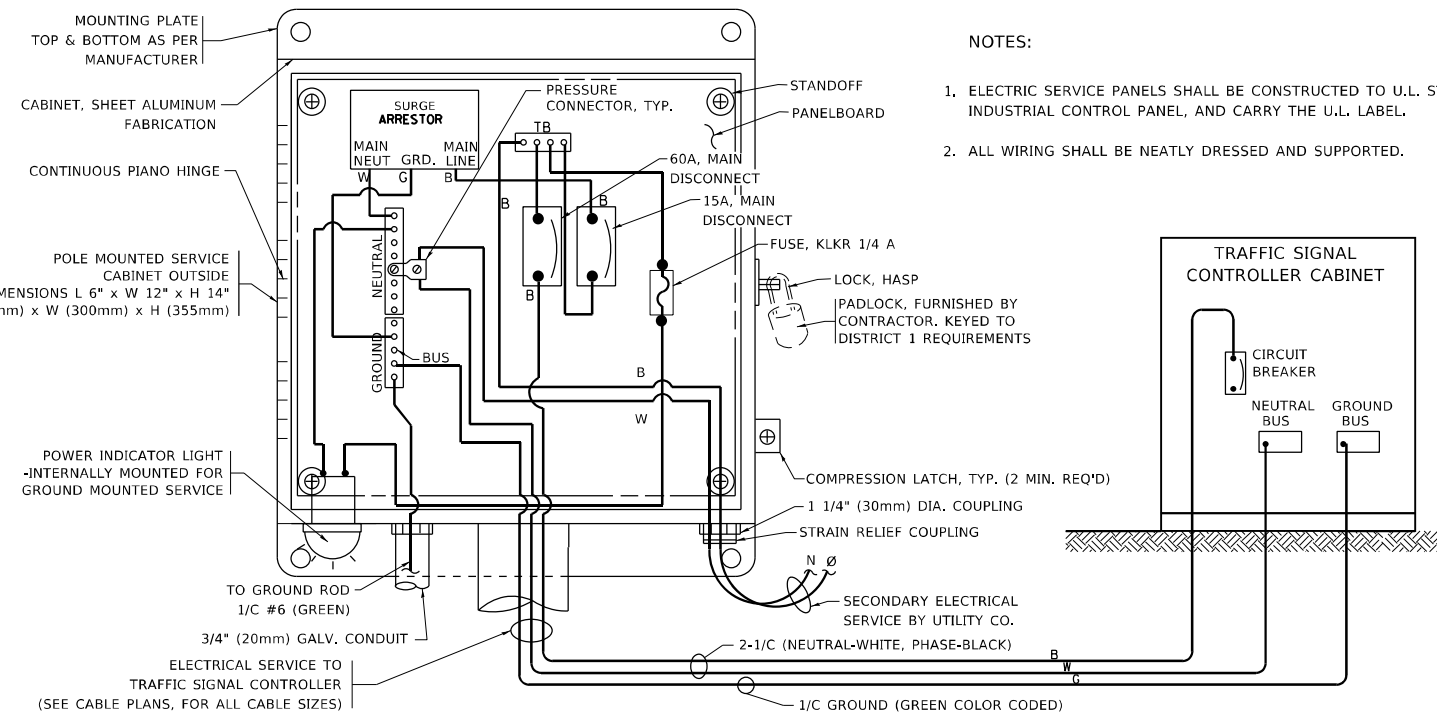 MOUNTING PLATE
TOP & BOTTOM AS PER
MANUFACTURER
CABINET, SHEET ALUMINUM
FABRICATION
CONTINUOUS PIANO HINGE
POLE MOUNTED SERVICE
CABINET OUTSIDE
MENSIONS L 6" x W 12" x H 14"
mm) x W (300mm) x H (355mm)
POWER INDICATOR LIGHT
-INTERNALLY MOUNTED FOR
GROUND MOUNTED SERVICE
TO GROUND ROD
1/C #6 (GREEN)
3/4" (20mm) GALV. CONDUIT
ELECTRICAL SERVICE TO
TRAFFIC SIGNAL CONTROLLER
(SEE CABLE PLANS, FOR ALL CABLE SIZES)
SURGE
ARRESTOR
MAIN
NEUT
GRD.
MAIN
LINE
W
G
B
PRESSURE
CONNECTOR, TYP.
TB
B
B
B
NEUTRAL
GROUND
BUS
B
W
STANDOFF
PANELBOARD
60A, MAIN
DISCONNECT
15A, MAIN
DISCONNECT
FUSE, KLKR 1/4 A
LOCK, HASP
PADLOCK, FURNISHED BY
CONTRACTOR. KEYED TO
DISTRICT 1 REQUIREMENTS
COMPRESSION LATCH, TYP. (2 MIN. REQ'D)
1 1/4" (30mm) DIA. COUPLING
STRAIN RELIEF COUPLING
N Ø
SECONDARY ELECTRICAL
SERVICE BY UTILITY CO.
2-1/C (NEUTRAL-WHITE, PHASE-BLACK)
B
W
G
1/C GROUND (GREEN COLOR CODED)
NOTES:
1. ELECTRIC SERVICE PANELS SHALL BE CONSTRUCTED TO U.L.
INDUSTRIAL CONTROL PANEL, AND CARRY THE U.L. LABEL.
2. ALL WIRING SHALL BE NEATLY DRESSED AND SUPPORTED.
TRAFFIC SIGNAL
CONTROLLER CABINET
CIRCUIT
BREAKER
NEUTRAL
BUS
GROUND
BUS